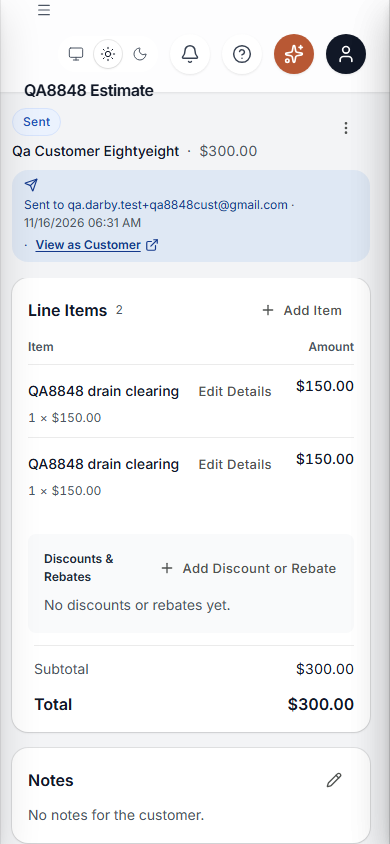 QA8848 Estimate
Sent
Qa Customer Eightyeight · $300.00
Sent to qa.darby.test+qa8848cust@gmail.com ·
11/16/2026 06:31 AM
· View as Customer
Line Items 2
+ Add Item
Item Amount
QA8848 drain clearing Edit Details $150.00
1 × $150.00
QA8848 drain clearing Edit Details $150.00
1 × $150.00
Discounts &
Rebates
+ Add Discount or Rebate
No discounts or rebates yet.
Subtotal $300.00
Total $300.00
Notes
No notes for the customer.